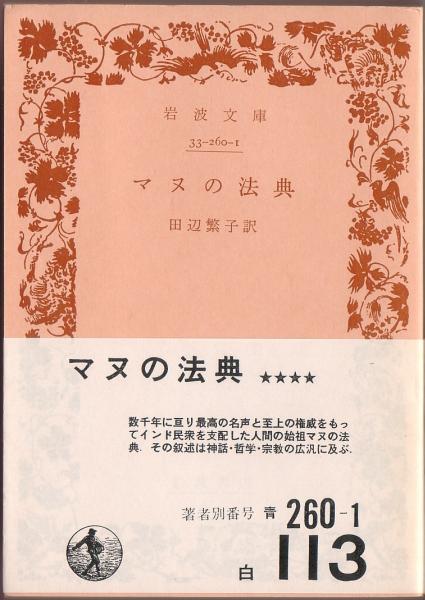 岩波文庫
33-260-1
マヌの法典
田辺繁子訳
マヌの法典 ★★★★
数千年に亘り最高の名声と至上の権威をもっ
てインド民衆を支配した人間の始祖マヌの法
典. その叙述は神話・哲学・宗教の広汎に及ぶ.
著者別番号 青 260-1
白 113